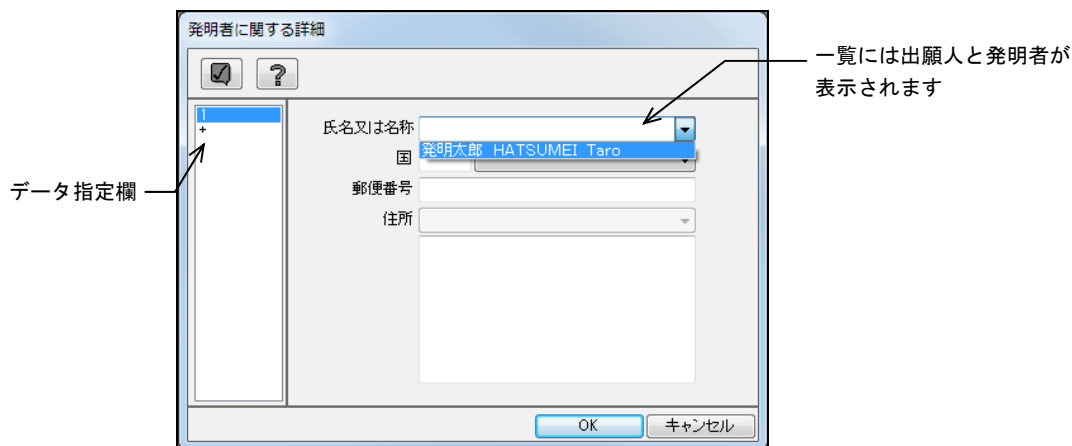 発明者に関する詳細
一覧には出願人と発明者が
表示されます
1
+
氏名又は名称
発明太郎 HATSUMEI Taro
国
データ指定欄
郵便番号
住所
OK
キャンセル